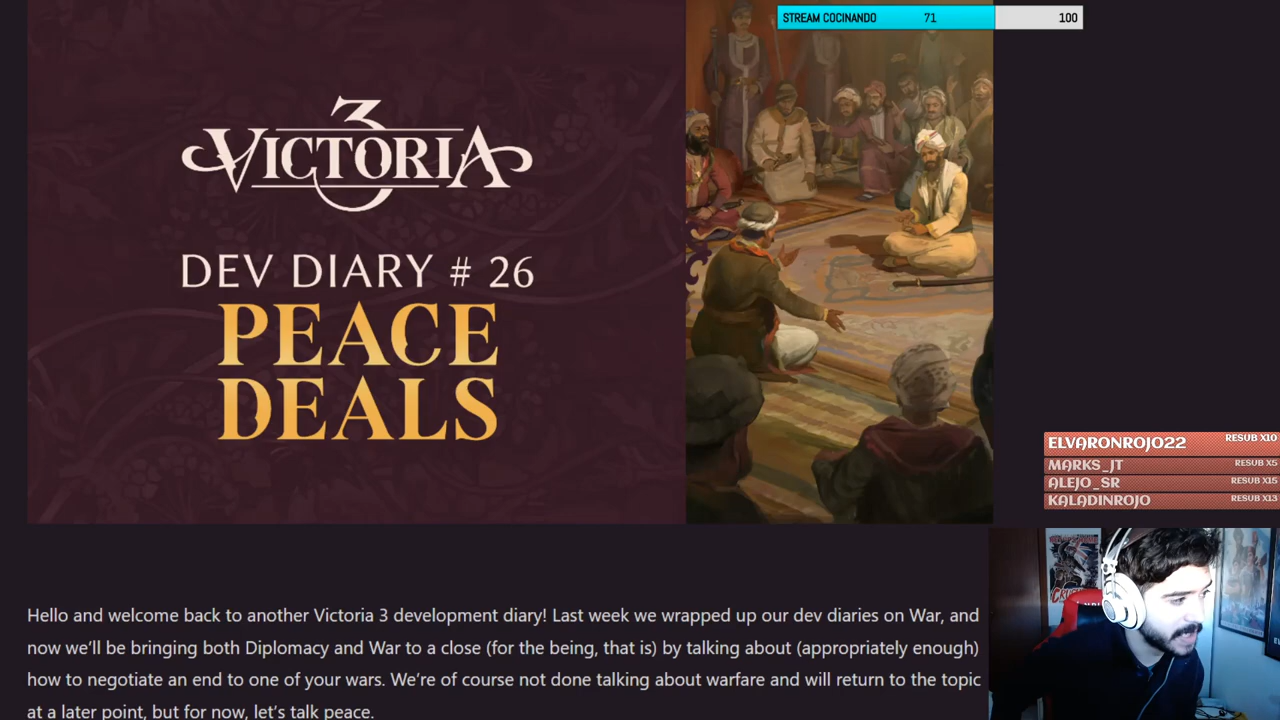 STREAM COCINANDO 71 100
3
VICTORIA
DEV DIARY # 26
PEACE
DEALS
ELVARONROJO22 RESUB X10
MARKS_JT RESUB X5
ALEJO_SR RESUB X15
KALADINROJO RESUB X13
Hello and welcome back to another Victoria 3 development diary! Last week we wrapped up our dev diaries on War, and
now we’ll be bringing both Diplomacy and War to a close (for the being, that is) by talking about (appropriately enough)
how to negotiate an end to one of your wars. We’re of course not done talking about warfare and will return to the topic
at a later point, but for now, let’s talk peace.